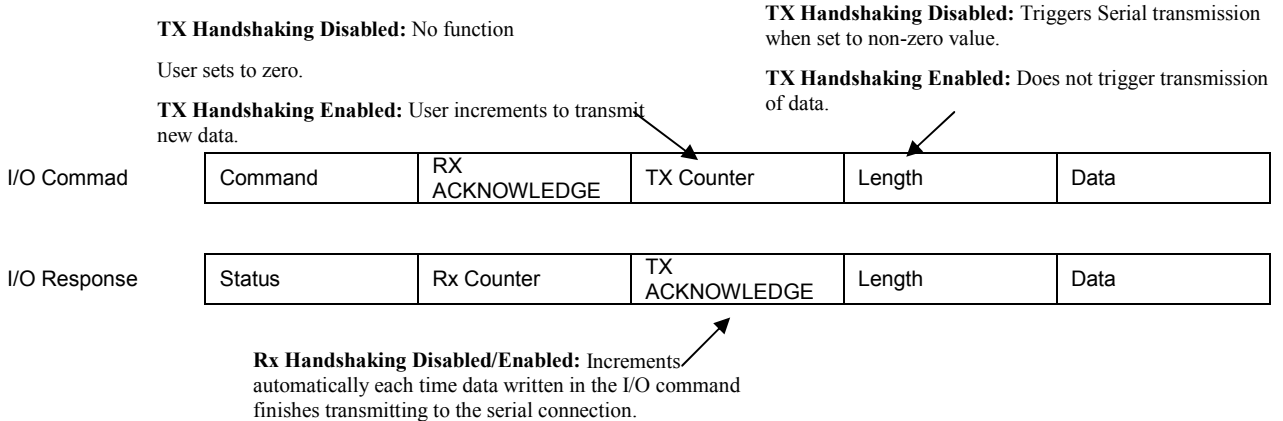 TX Handshaking Disabled: No function
User sets to zero.
TX Handshaking Enabled: User increments to transmit
new data.
TX Handshaking Disabled: Triggers Serial transmission
when set to non-zero value.
TX Handshaking Enabled: Does not trigger transmission
of data.
I/O Commad
Command
RX
ACKNOWLEDGE
TX Counter
Length
Data
I/O Response
Status
Rx Counter
TX
ACKNOWLEDGE
Length
Data
Rx Handshaking Disabled/Enabled: Increments
automatically each time data written in the I/O command
finishes transmitting to the serial connection.